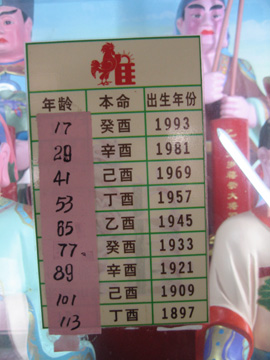 年龄 本命 出生年份
17 癸酉 1993
29 辛酉 1981
41 己酉 1969
53 丁酉 1957
65 乙酉 1945
77 癸酉 1933
89 辛酉 1921
101 己酉 1909
113 丁酉 1897